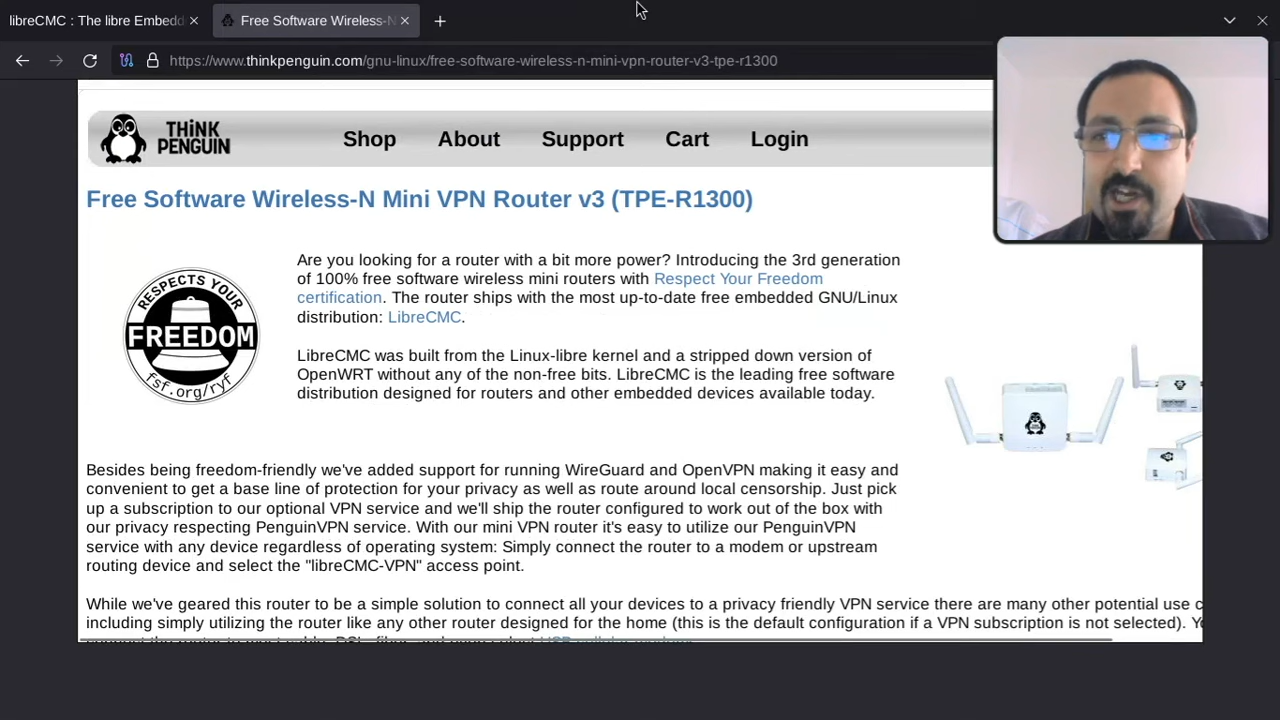 libreCMC : The libre Embedd
Free Software Wireless-N
https://www.thinkpenguin.com/gnu-linux/free-software-wireless-n-mini-vpn-router-v3-tpe-r1300
THiNK
PENGUIN
Shop About Support Cart Login
Free Software Wireless-N Mini VPN Router v3 (TPE-R1300)
RESPECTS YOUR
FREEDOM
fsf.org/ryf
Are you looking for a router with a bit more power? Introducing the 3rd generation
of 100% free software wireless mini routers with Respect Your Freedom
certification. The router ships with the most up-to-date free embedded GNU/Linux
distribution: LibreCMC.
LibreCMC was built from the Linux-libre kernel and a stripped down version of
OpenWRT without any of the non-free bits. LibreCMC is the leading free software
distribution designed for routers and other embedded devices available today.
Besides being freedom-friendly we've added support for running WireGuard and OpenVPN making it easy and
convenient to get a base line of protection for your privacy as well as route around local censorship. Just pick
up a subscription to our optional VPN service and we'll ship the router configured to work out of the box with
our privacy respecting PenguinVPN service. With our mini VPN router it's easy to utilize our PenguinVPN
service with any device regardless of operating system: Simply connect the router to a modem or upstream
routing device and select the "libreCMC-VPN" access point.
While we've geared this router to be a simple solution to connect all your devices to a privacy friendly VPN service there are many other potential use c
including simply utilizing the router like any other router designed for the home (this is the default configuration if a VPN subscription is not selected). Yo